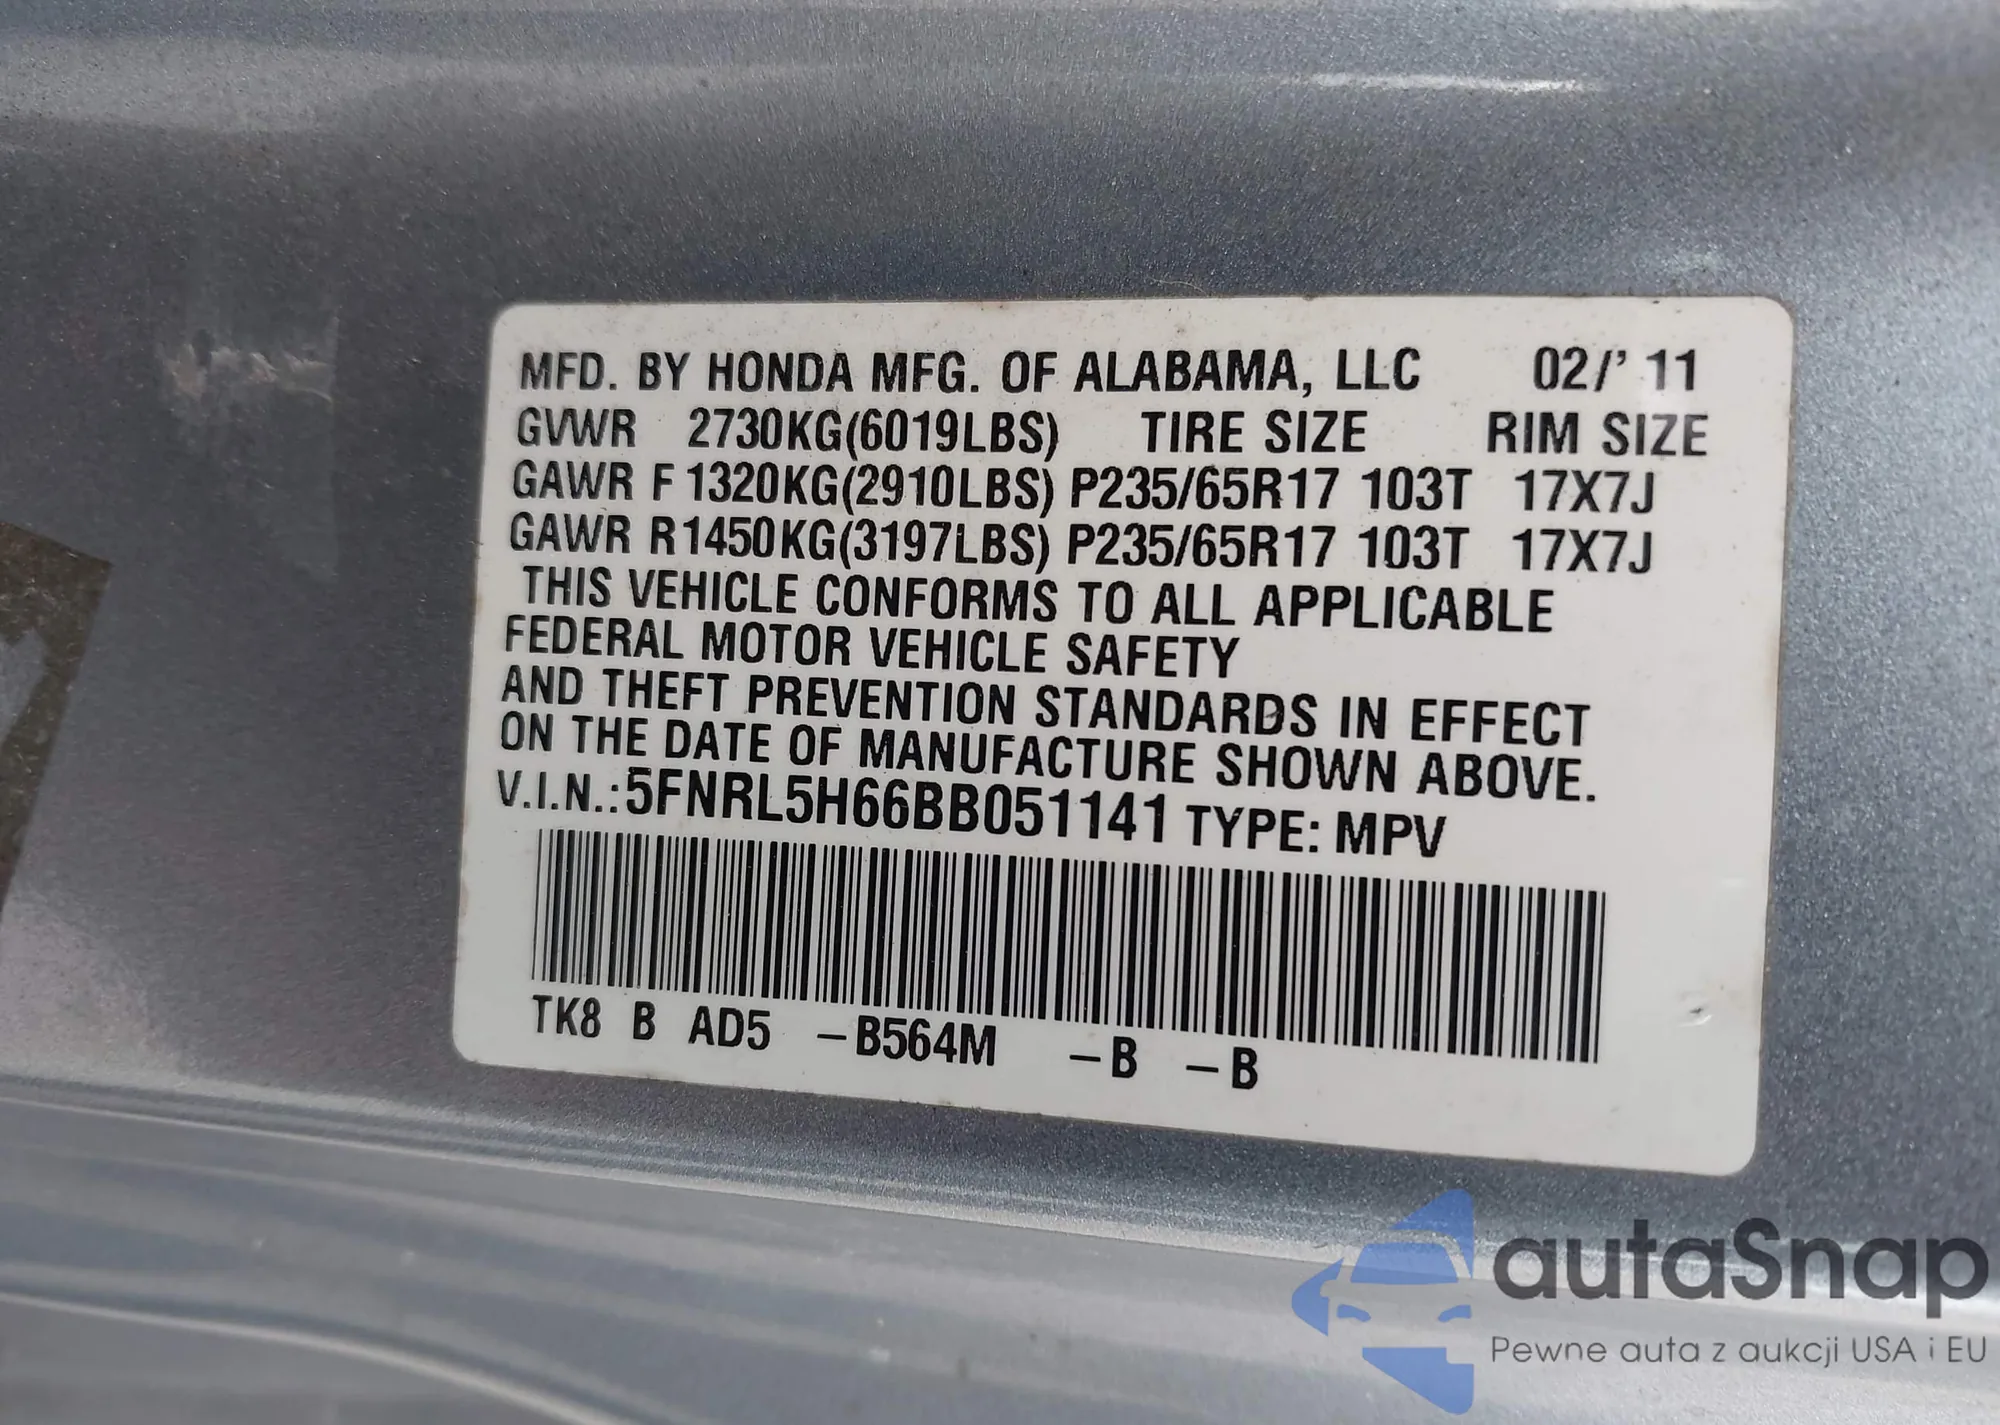 MFD. BY HONDA MFG. OF ALABAMA, LLC 02/' 11
GVWR 2730KG(6019LBS) TIRE SIZE RIM SIZE
GAWR F 1320KG(2910LBS) P235/65R17 103T 17X7J
GAWR R1450KG(3197LBS) P235/65R17 103T 17X7J
THIS VEHICLE CONFORMS TO ALL APPLICABLE
FEDERAL MOTOR VEHICLE SAFETY
AND THEFT PREVENTION STANDARDS IN EFFECT
ON THE DATE OF MANUFACTURE SHOWN ABOVE.
V.I.N.:5FNRL5H66BB051141 TYPE: MPV
TK8 B AD5 –B564M –B –B
autaSnap
Pewne auta z aukcji USA i EU